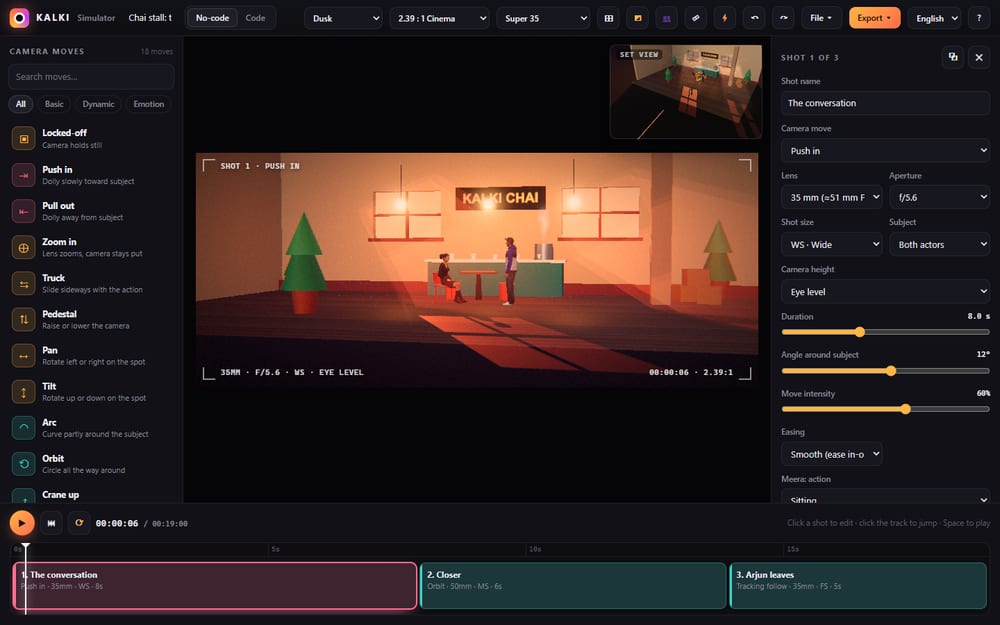 KALKI Simulator Chai stall: t No-code Code Dusk 2.39 : 1 Cinema Super 35 File Export English ?
CAMERA MOVES 18 moves
Search moves...
All Basic Dynamic Emotion
Locked-off
Camera holds still
Push in
Dolly slowly toward subject
Pull out
Dolly away from subject
Zoom in
Lens zooms, camera stays put
Truck
Slide sideways with the action
Pedestal
Raise or lower the camera
Pan
Rotate left or right on the spot
Tilt
Rotate up or down on the spot
Arc
Curve partly around the subject
Orbit
Circle all the way around
Crane up
SET VIEW
SHOT 1 · PUSH IN
KALKI CHAI
35MM · F/5.6 · WS · EYE LEVEL
00:00:06 · 2.39:1
SHOT 1 OF 3
Shot name
The conversation
Camera move
Push in
Lens Aperture
35 mm (≈51 mm F f/5.6
Shot size Subject
WS · Wide Both actors
Camera height
Eye level
Duration 8.0 s
Angle around subject 12°
Move intensity 60%
Easing
Smooth (ease in-o
Meera: action
Sitting
00:00:06 / 00:19:00
Click a shot to edit · click the track to jump · Space to play
0s 5s 10s 15s
1. The conversation
Push in · 35mm · WS · 8s
2. Closer
Orbit · 50mm · MS · 6s
3. Arjun leaves
Tracking follow · 35mm · FS · 5s